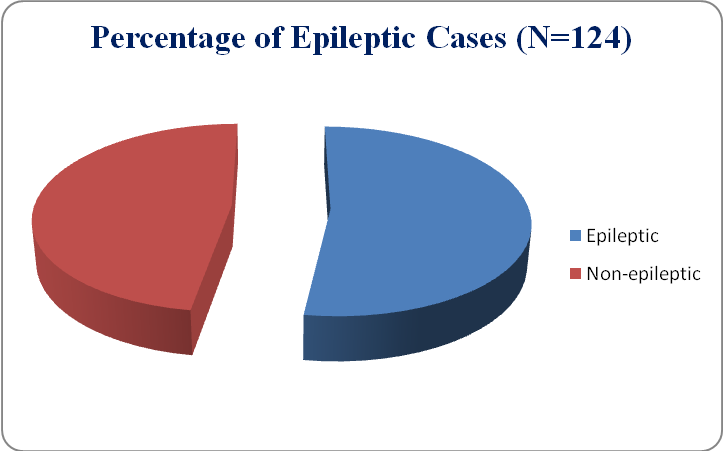 Percentage of Epileptic Cases (N=124)
Epileptic
Non-epileptic